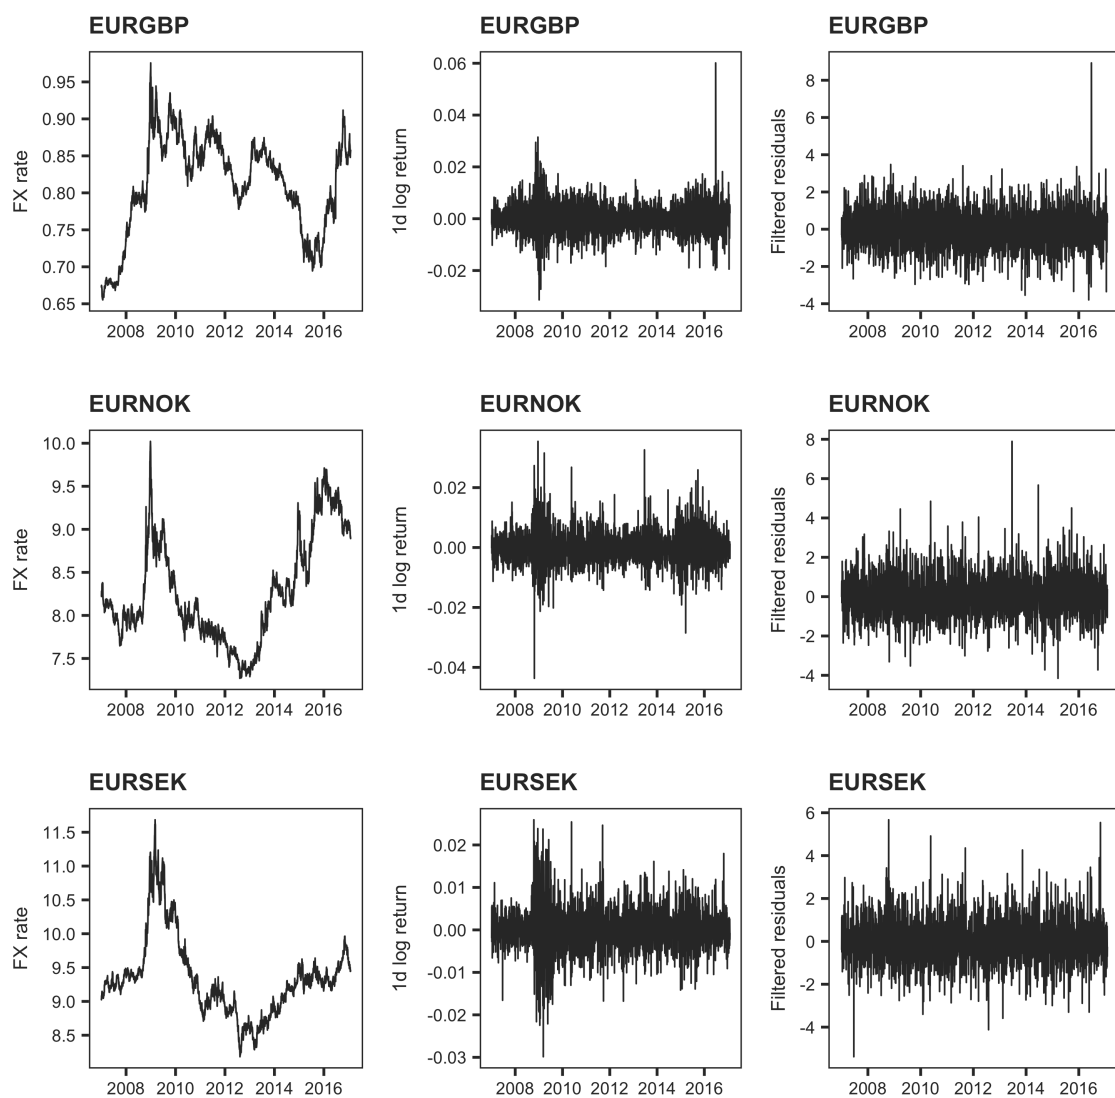 EURGBP
FX rate
0.95
0.90
0.85
0.80
0.75
0.70
0.65
2008 2010 2012 2014 2016
EURGBP
1d log return
0.06
0.04
0.02
0.00
-0.02
2008 2010 2012 2014 2016
EURGBP
Filtered residuals
8
6
4
2
0
-2
-4
2008 2010 2012 2014 2016
EURNOK
FX rate
10.0
9.5
9.0
8.5
8.0
7.5
2008 2010 2012 2014 2016
EURNOK
1d log return
0.02
0.00
-0.02
-0.04
2008 2010 2012 2014 2016
EURNOK
Filtered residuals
8
6
4
2
0
-2
-4
2008 2010 2012 2014 2016
EURSEK
FX rate
11.5
11.0
10.5
10.0
9.5
9.0
8.5
2008 2010 2012 2014 2016
EURSEK
1d log return
0.02
0.01
0.00
-0.01
-0.02
-0.03
2008 2010 2012 2014 2016
EURSEK
Filtered residuals
6
4
2
0
-2
-4
2008 2010 2012 2014 2016